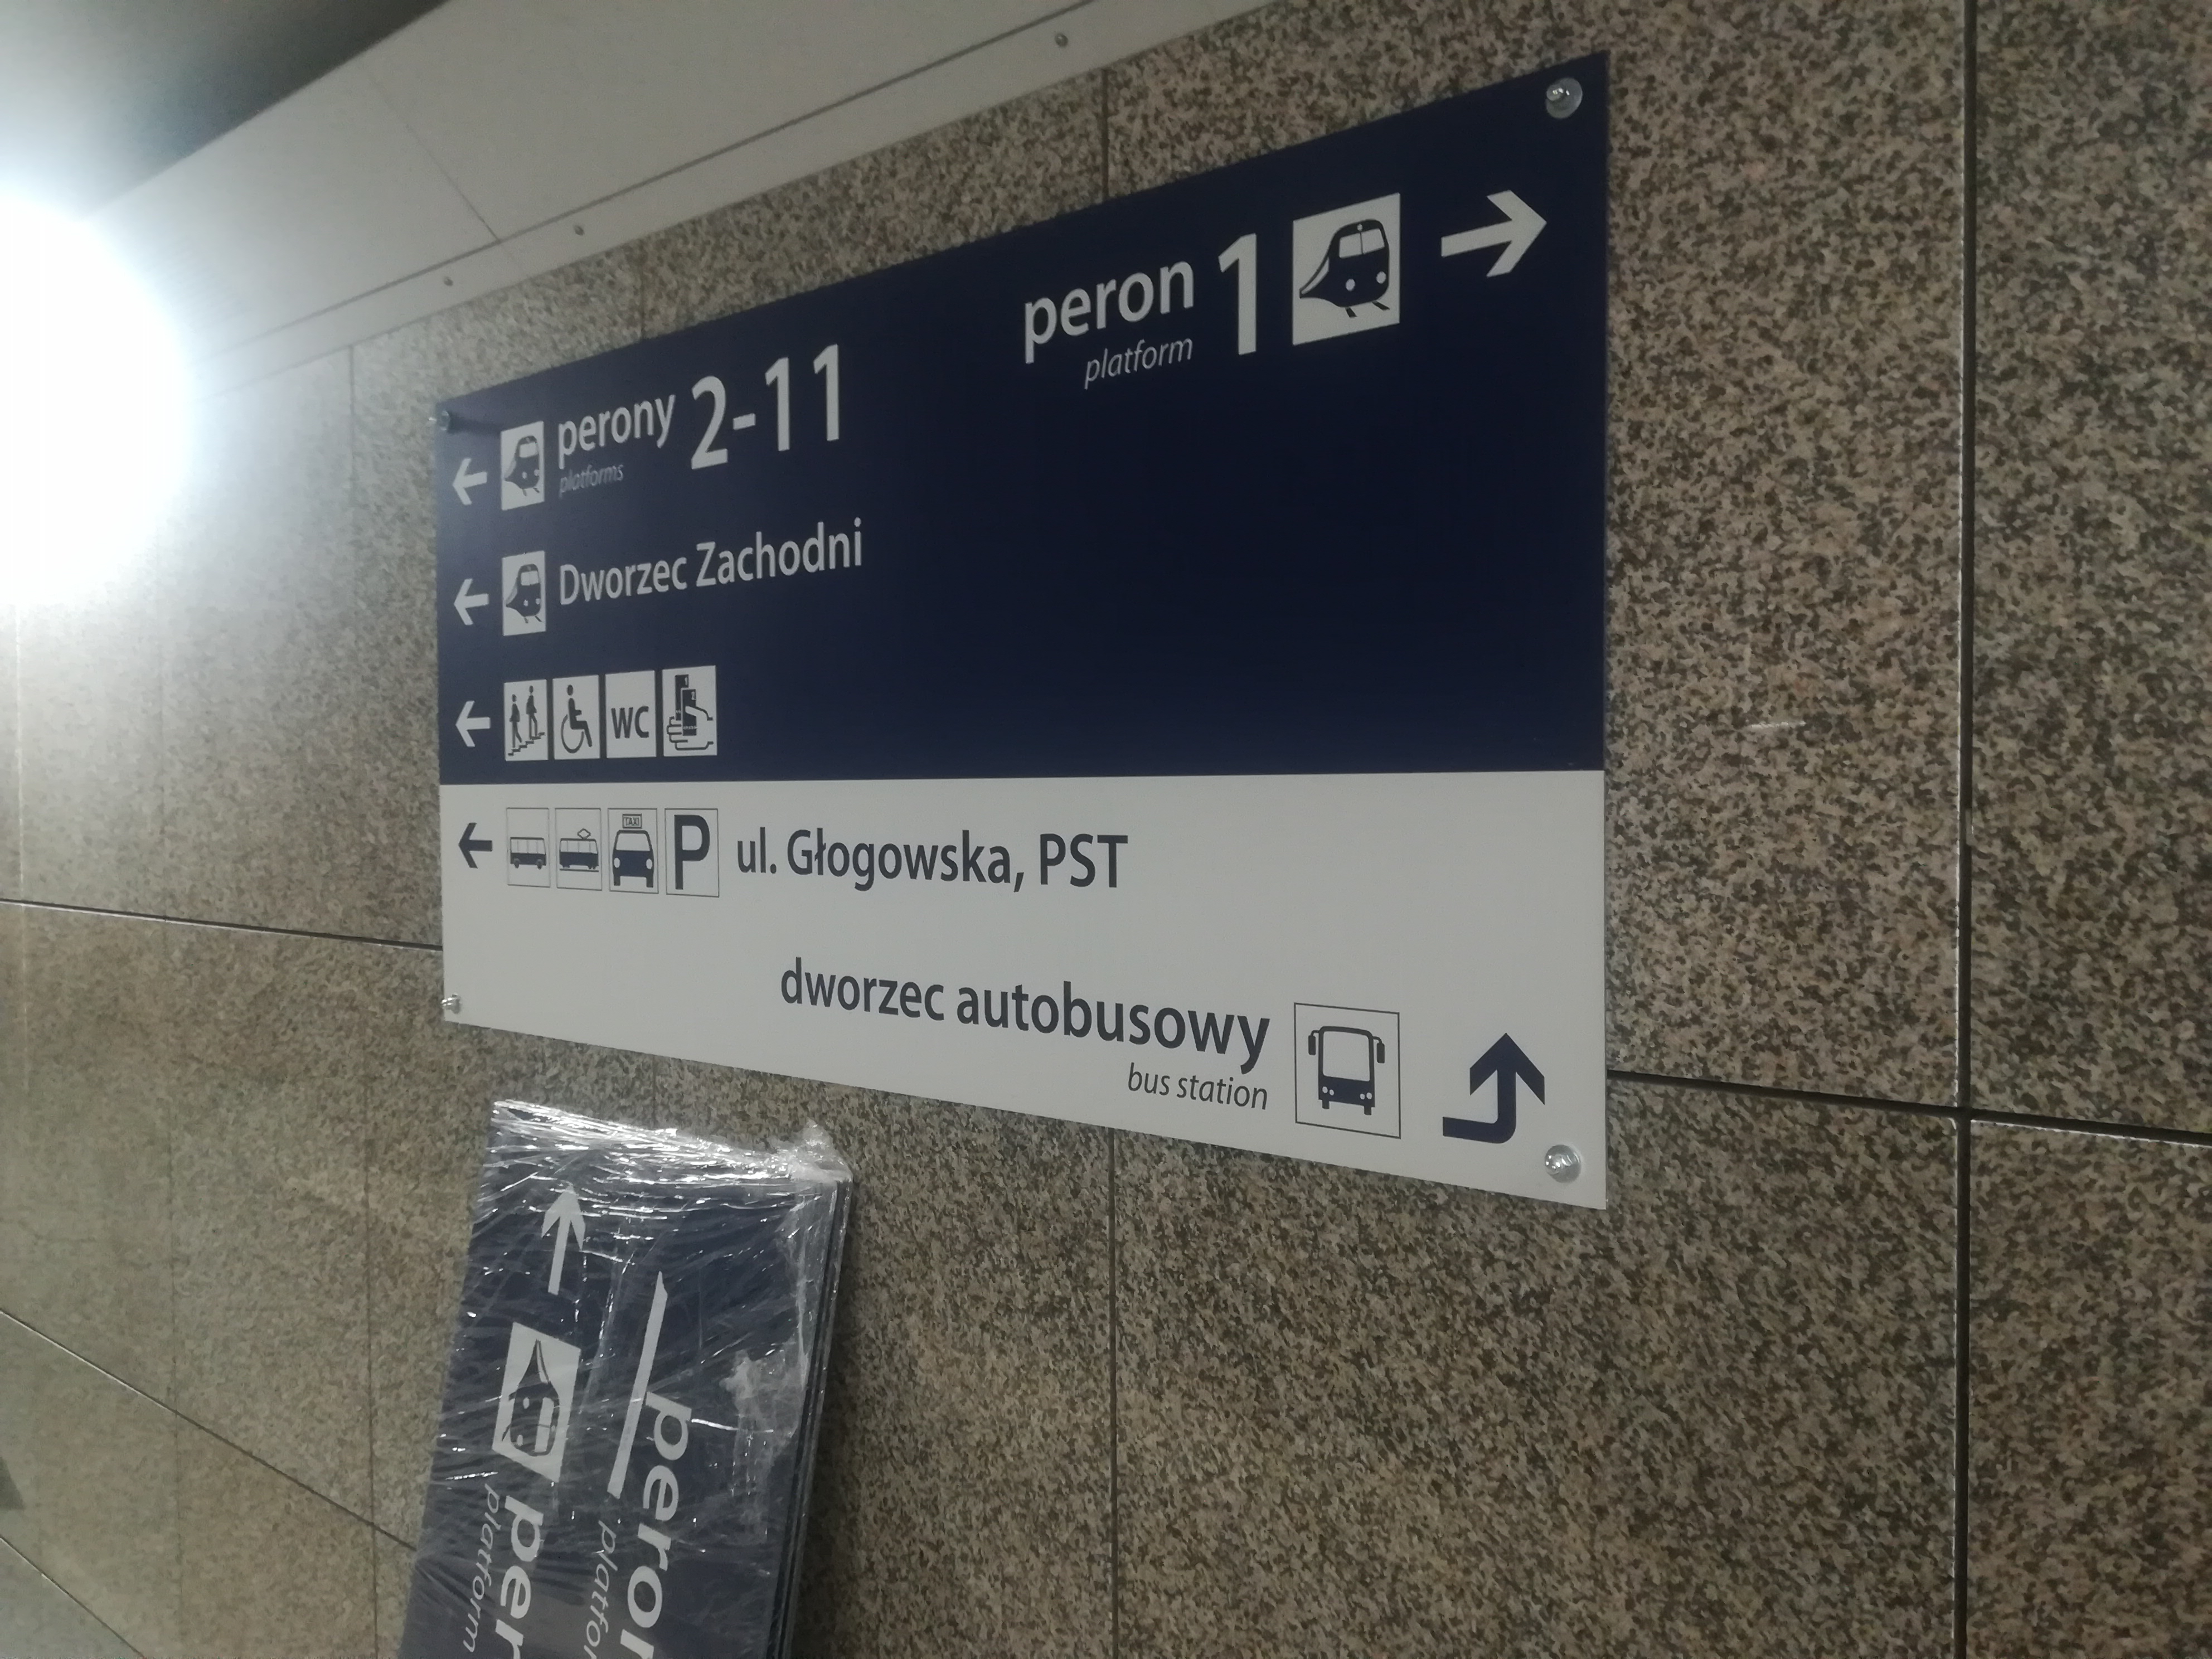 peron 1
platform
perony 2-11
platforms
Dworzec Zachodni
WC
TAXI
P ul. Głogowska, PST
dworzec autobusowy
bus station
peron
platform
platform